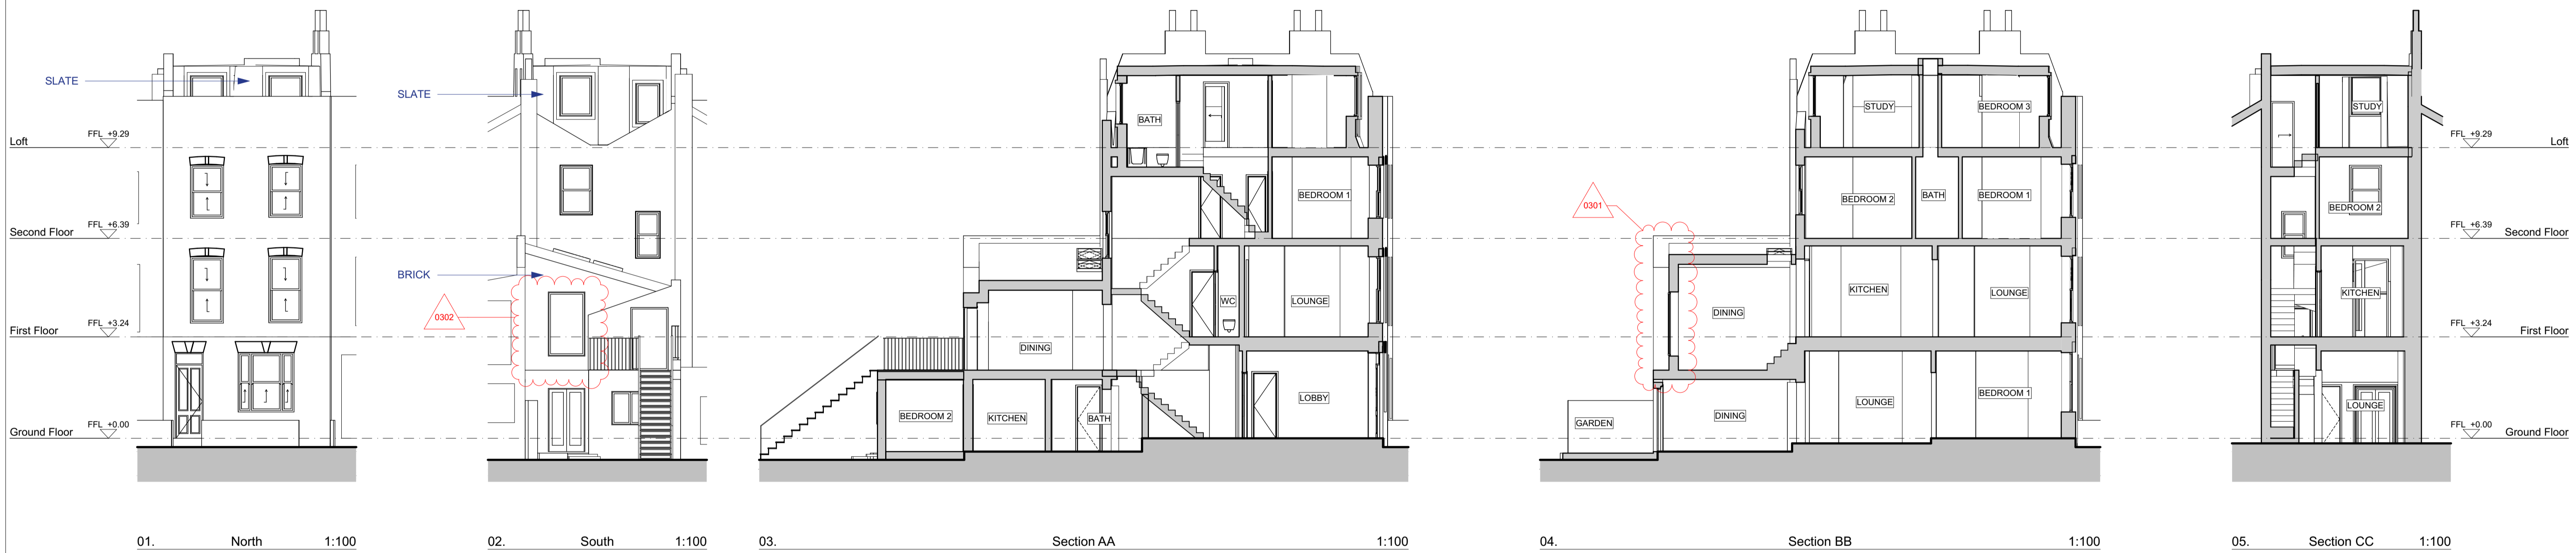 SLATE
Loft FFL +9.29
Second Floor FFL +6.39
First Floor FFL +3.24
Ground Floor FFL +0.00
01. North 1:100
SLATE
BRICK
0302
02. South 1:100
BATH
BEDROOM 1
WC
LOUNGE
DINING
LOBBY
BEDROOM 2
KITCHEN
BATH
03. Section AA 1:100
0301
STUDY
BEDROOM 3
BEDROOM 2
BATH
BEDROOM 1
KITCHEN
LOUNGE
DINING
LOUNGE
BEDROOM 1
DINING
GARDEN
04. Section BB 1:100
STUDY
BEDROOM 2
KITCHEN
LOUNGE
FFL +9.29 Loft
FFL +6.39 Second Floor
FFL +3.24 First Floor
FFL +0.00 Ground Floor
05. Section CC 1:100